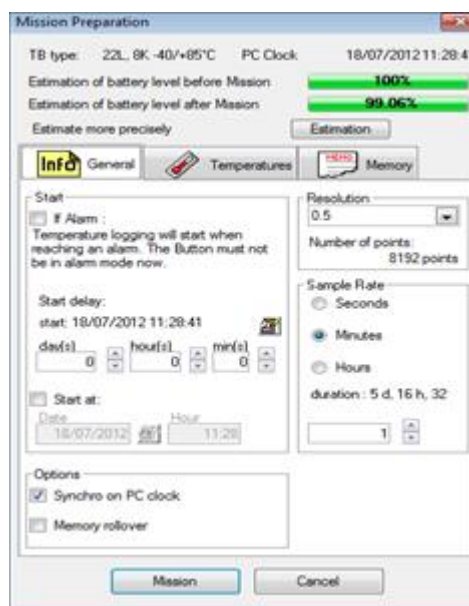 Mission Preparation
TB type: 22L, 8K -40/+85°C PC Clock 18/07/2012 11:28:4
Estimation of battery level before Mission 100%
Estimation of battery level after Mission 99.06%
Estimate more precisely Estimation
Info General Temperatures Memory
Start
If Alarm :
Temperature logging will start when
reaching an alarm. The Button must not
be in alarm mode now.
Start delay:
start: 18/07/2012 11:28:41
day(s) hour(s) min(s)
0 0 0
Start at:
Date Hour
18/07/2012 11:28
Options
Synchro on PC clock
Memory rollover
Resolution
0.5
Number of points:
8192 points
Sample Rate
Seconds
Minutes
Hours
duration : 5 d, 16 h, 32
1
Mission Cancel